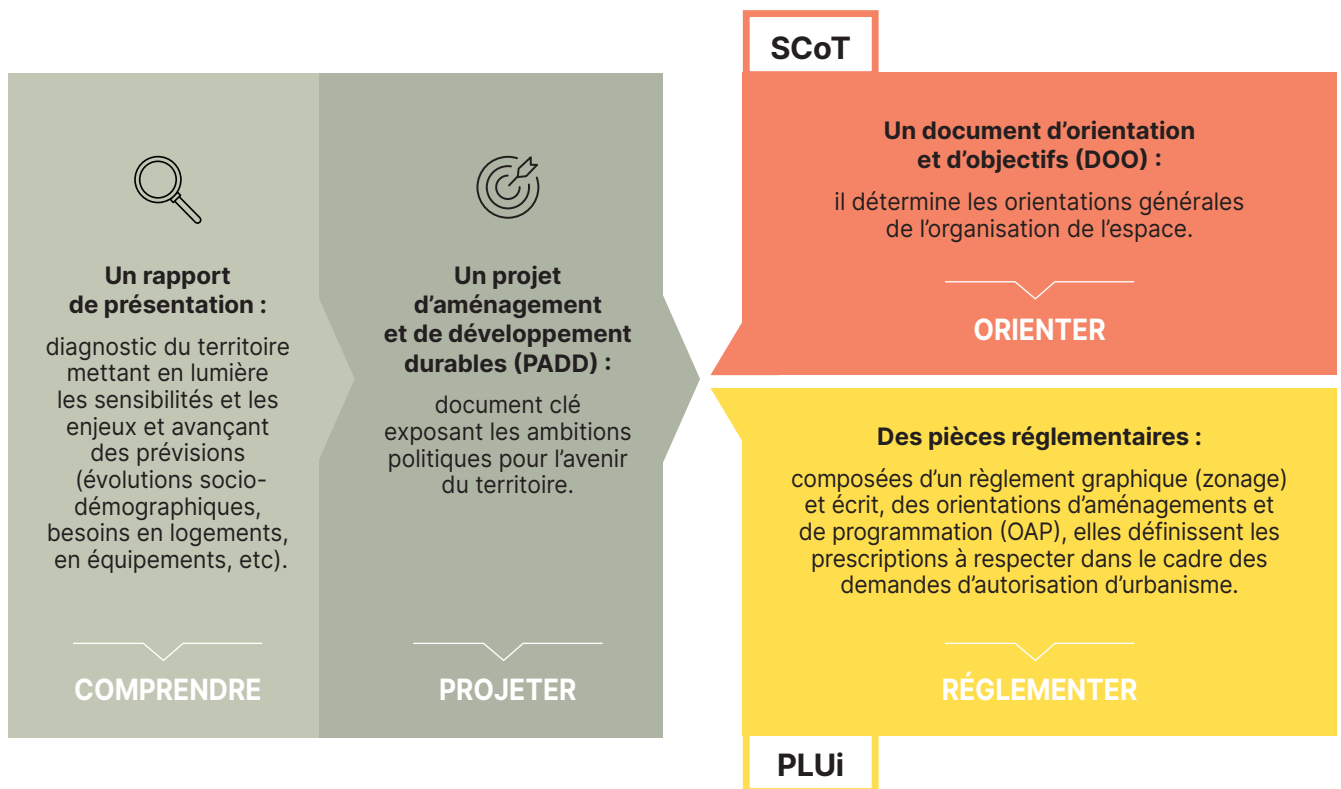 Un rapport
de présentation :
diagnostic du territoire
mettant en lumière
les sensibilités et les
enjeux et avançant
des prévisions
(évolutions socio-
démographiques,
besoins en logements,
en équipements, etc).
COMPRENDRE
Un projet
d’aménagement
et de développement
durables (PADD) :
document clé
exposant les ambitions
politiques pour l’avenir
du territoire.
PROJETER
SCoT
Un document d’orientation
et d’objectifs (DOO) :
il détermine les orientations générales
de l’organisation de l’espace.
ORIENTER
Des pièces réglementaires :
composées d’un règlement graphique (zonage)
et écrit, des orientations d’aménagements et
de programmation (OAP), elles définissent les
prescriptions à respecter dans le cadre des
demandes d’autorisation d’urbanisme.
RÉGLEMENTER
PLUi